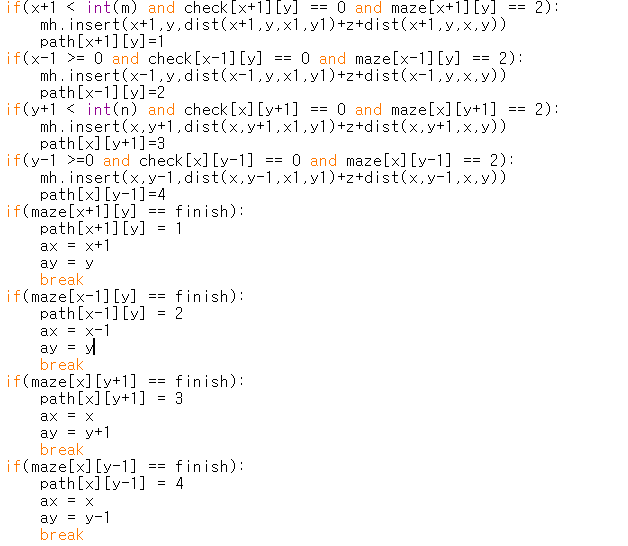 if(x+1 < int(m) and check[x+1][y] == 0 and maze[x+1][y] == 2):
    mh.insert(x+1,y,dist(x+1,y,x1,y1)+z+dist(x+1,y,x,y))
    path[x+1][y]=1
if(x-1 >= 0 and check[x-1][y] == 0 and maze[x-1][y] == 2):
    mh.insert(x-1,y,dist(x-1,y,x1,y1)+z+dist(x-1,y,x,y))
    path[x-1][y]=2
if(y+1 < int(n) and check[x][y+1] == 0 and maze[x][y+1] == 2):
    mh.insert(x,y+1,dist(x,y+1,x1,y1)+z+dist(x,y+1,x,y))
    path[x][y+1]=3
if(y-1 >=0 and check[x][y-1] == 0 and maze[x][y-1] == 2):
    mh.insert(x,y-1,dist(x,y-1,x1,y1)+z+dist(x,y-1,x,y))
    path[x][y-1]=4
if(maze[x+1][y] == finish):
    path[x+1][y] = 1
    ax = x+1
    ay = y
    break
if(maze[x-1][y] == finish):
    path[x-1][y] = 2
    ax = x-1
    ay = y
    break
if(maze[x][y+1] == finish):
    path[x][y+1] = 3
    ax = x
    ay = y+1
    break
if(maze[x][y-1] == finish):
    path[x][y-1] = 4
    ax = x
    ay = y-1
    break